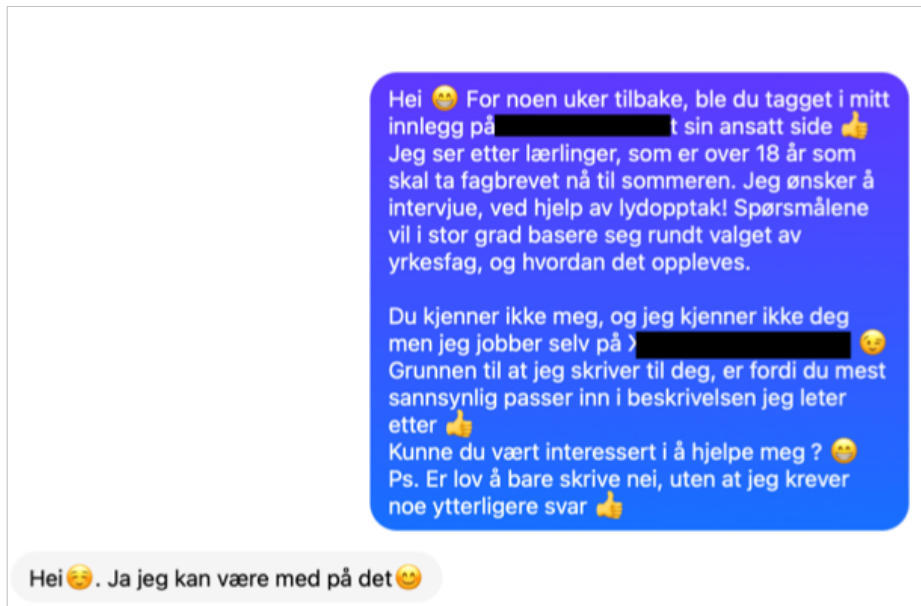 Hei 😁 For noen uker tilbake, ble du tagget i mitt
innlegg på t sin ansatt side 👍
Jeg ser etter lærlinger, som er over 18 år som
skal ta fagbrevet nå til sommeren. Jeg ønsker å
intervjue, ved hjelp av lydopptak! Spørsmålene
vil i stor grad basere seg rundt valget av
yrkesfag, og hvordan det oppleves.
Du kjenner ikke meg, og jeg kjenner ikke deg
men jeg jobber selv på 😉
Grunnen til at jeg skriver til deg, er fordi du mest
sannsynlig passer inn i beskrivelsen jeg leter
etter 👍
Kunne du vært interessert i å hjelpe meg ? 😁
Ps. Er lov å bare skrive nei, uten at jeg krever
noe ytterligere svar 👍
Hei☺️. Ja jeg kan være med på det😊